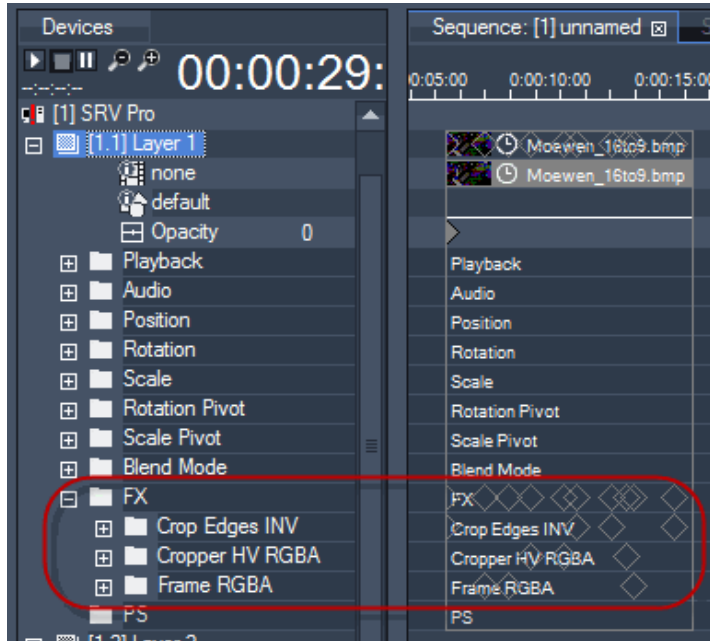 Devices
Sequence: [1] unnamed
--:--:--:--
00:00:29:
0:05:00 0:00:10:00 0:00:15:00
[1] SRV Pro
[1.1] Layer 1
Moewen_16to9.bmp
none
Moewen_16to9.bmp
default
Opacity 0
Playback
Playback
Audio
Audio
Position
Position
Rotation
Rotation
Scale
Scale
Rotation Pivot
Rotation Pivot
Scale Pivot
Scale Pivot
Blend Mode
Blend Mode
FX
FX
Crop Edges INV
Crop Edges INV
Cropper HV RGBA
Cropper HV RGBA
Frame RGBA
Frame RGBA
PS
PS